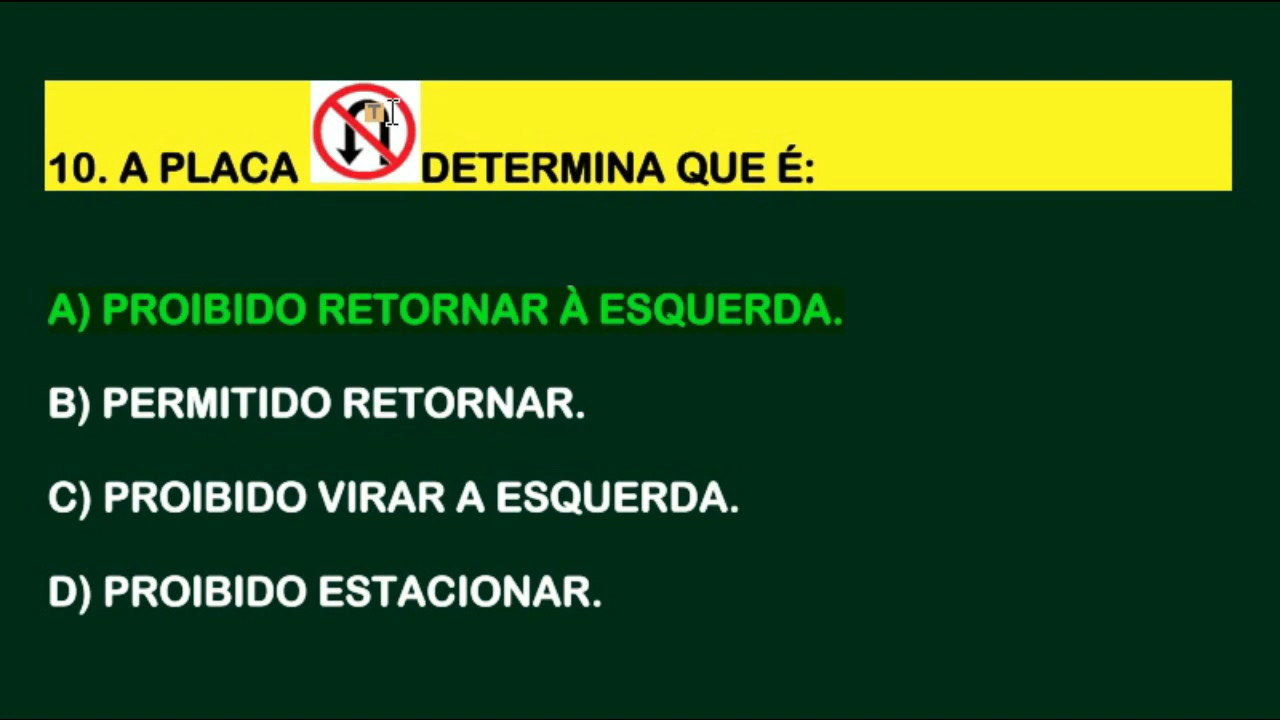 10. A PLACA DETERMINA QUE É:
A) PROIBIDO RETORNAR À ESQUERDA.
B) PERMITIDO RETORNAR.
C) PROIBIDO VIRAR A ESQUERDA.
D) PROIBIDO ESTACIONAR.